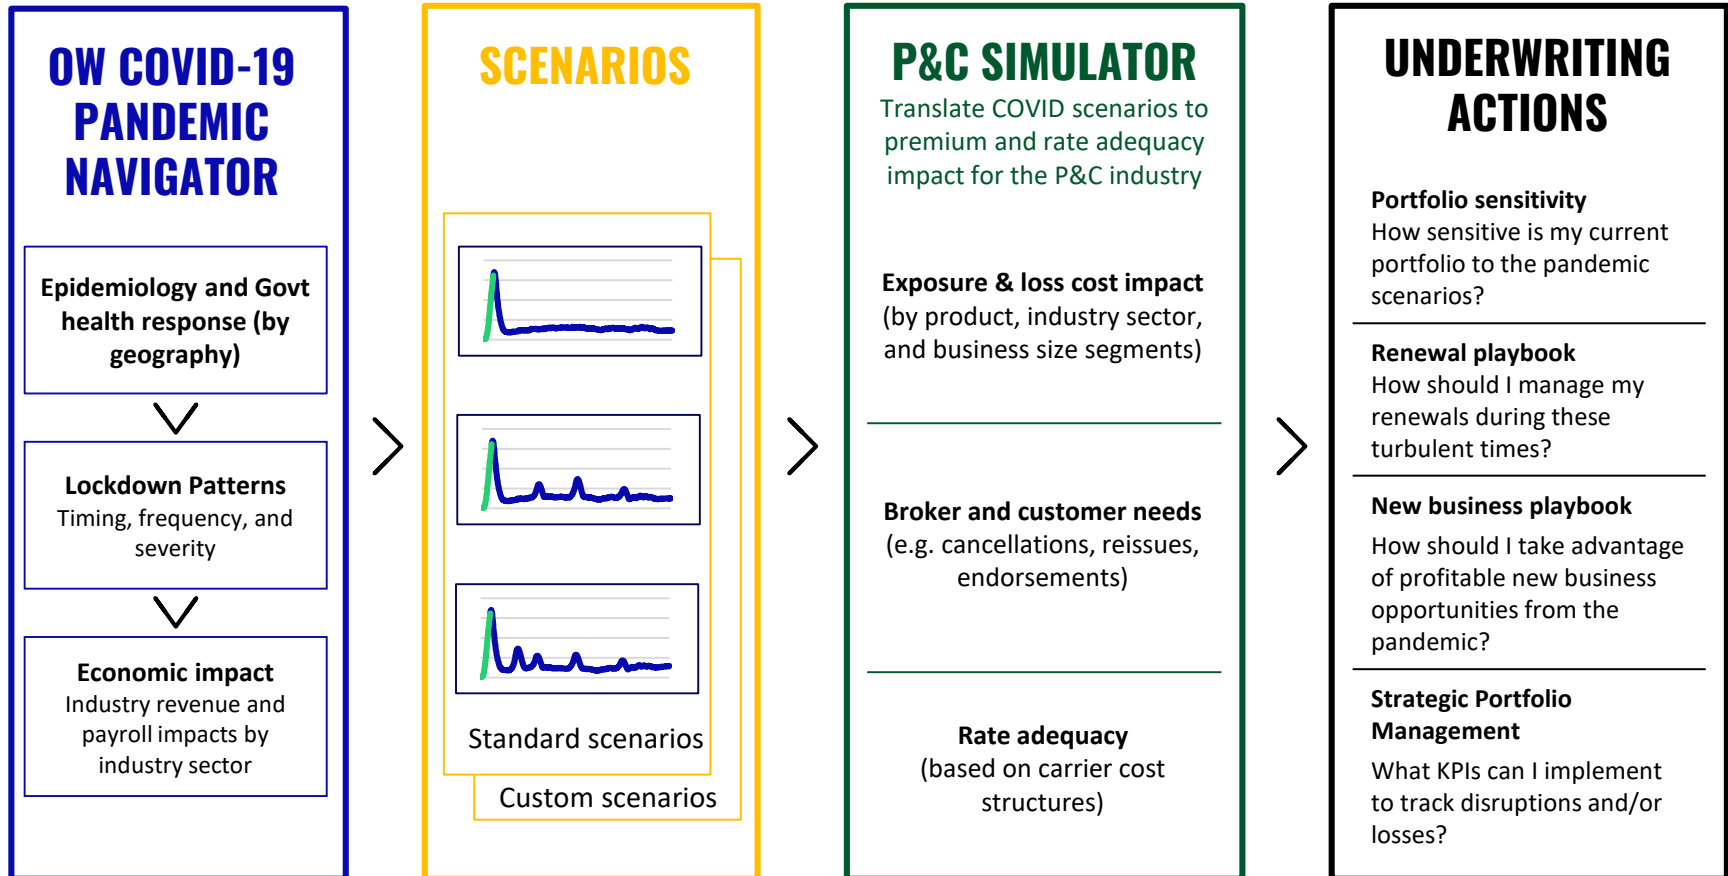 OW COVID-19
PANDEMIC
NAVIGATOR
Epidemiology and Govt
health response (by
geography)
Lockdown Patterns
Timing, frequency, and
severity
Economic impact
Industry revenue and
payroll impacts by
industry sector
SCENARIOS
Standard scenarios
Custom scenarios
P&C SIMULATOR
Translate COVID scenarios to
premium and rate adequacy
impact for the P&C industry
Exposure & loss cost impact
(by product, industry sector,
and business size segments)
Broker and customer needs
(e.g. cancellations, reissues,
endorsements)
Rate adequacy
(based on carrier cost
structures)
UNDERWRITING
ACTIONS
Portfolio sensitivity
How sensitive is my current
portfolio to the pandemic
scenarios?
Renewal playbook
How should I manage my
renewals during these
turbulent times?
New business playbook
How should I take advantage
of profitable new business
opportunities from the
pandemic?
Strategic Portfolio
Management
What KPIs can I implement
to track disruptions and/or
losses?